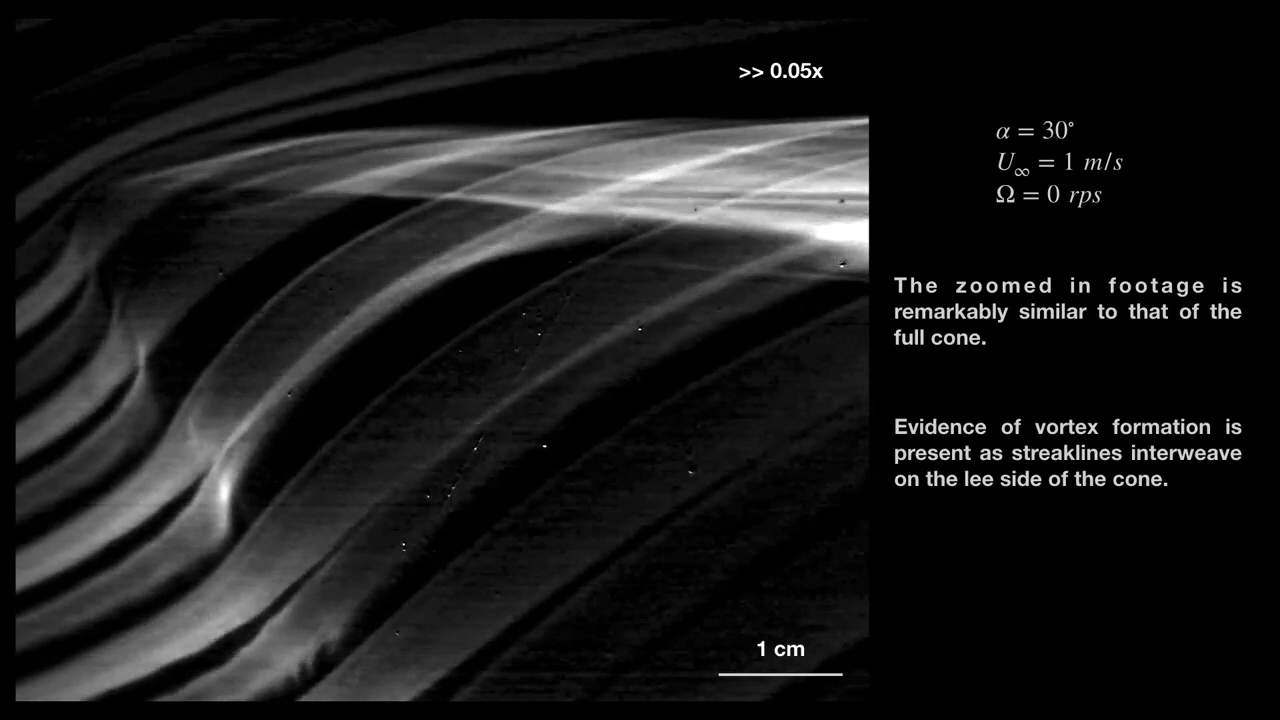 >> 0.05x
α = 30°
U∞ = 1 m/s
Ω = 0 rps
The zoomed in footage is
remarkably similar to that of the
full cone.
Evidence of vortex formation is
present as streaklines interweave
on the lee side of the cone.
1 cm